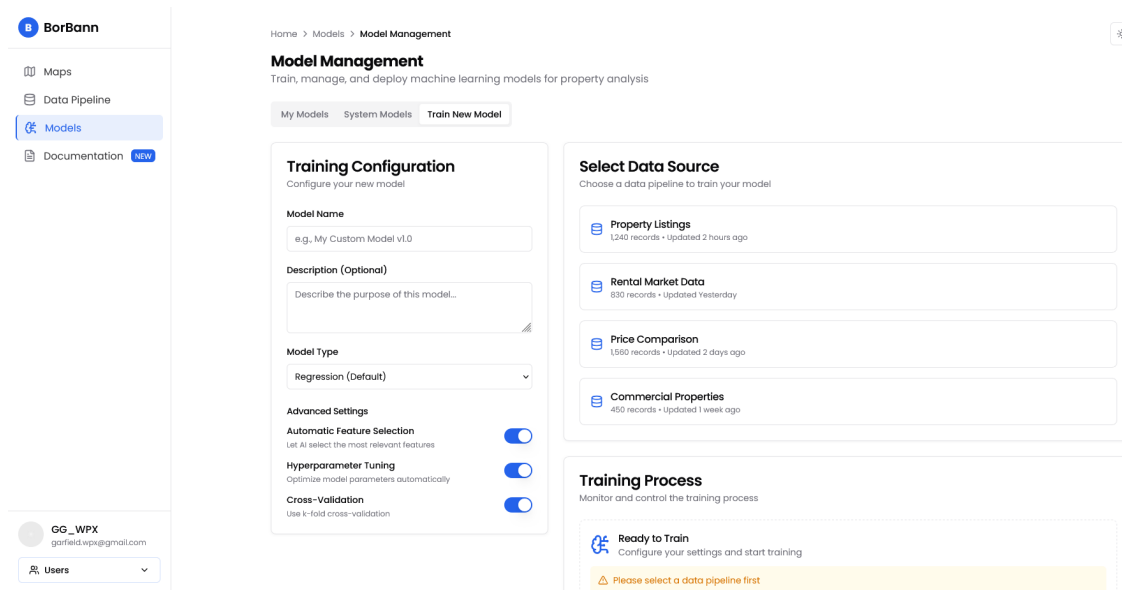 B BorBann
Maps
Data Pipeline
Models
Documentation NEW
GG_WPX
garfield.wpx@gmail.com
Users
Home > Models > Model Management
Model Management
Train, manage, and deploy machine learning models for property analysis
My Models System Models Train New Model
Training Configuration
Configure your new model
Model Name
e.g., My Custom Model v1.0
Description (Optional)
Describe the purpose of this model...
Model Type
Regression (Default)
Advanced Settings
Automatic Feature Selection
Let AI select the most relevant features
Hyperparameter Tuning
Optimize model parameters automatically
Cross-Validation
Use k-fold cross-validation
Select Data Source
Choose a data pipeline to train your model
Property Listings
1,240 records • Updated 2 hours ago
Rental Market Data
830 records • Updated Yesterday
Price Comparison
1,560 records • Updated 2 days ago
Commercial Properties
450 records • Updated 1 week ago
Training Process
Monitor and control the training process
Ready to Train
Configure your settings and start training
Please select a data pipeline first